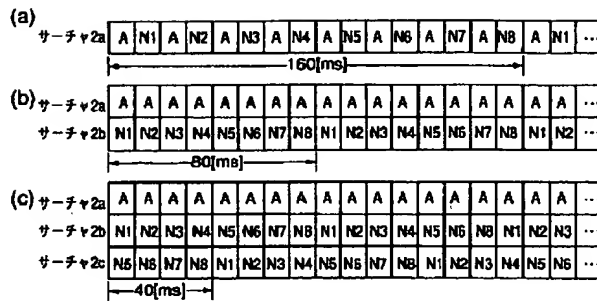 (a)
サーチャ2a A N1 A N2 A N3 A N4 A N5 A N6 A N7 A N8 A N1 ...
160[ms]
(b)
サーチャ2a A A A A A A A A A A A A A A A A A A ...
サーチャ2b N1 N2 N3 N4 N5 N6 N7 N8 N1 N2 N3 N4 N5 N6 N7 N8 N1 N2 ...
80[ms]
(c)
サーチャ2a A A A A A A A A A A A A A A A A A A ...
サーチャ2b N1 N2 N3 N4 N5 N6 N7 N8 N1 N2 N3 N4 N5 N6 N8 N1 N2 N3 ...
サーチャ2c N5 N6 N7 N8 N1 N2 N3 N4 N5 N6 N7 N8 N1 N2 N3 N4 N5 N6 ...
40[ms]